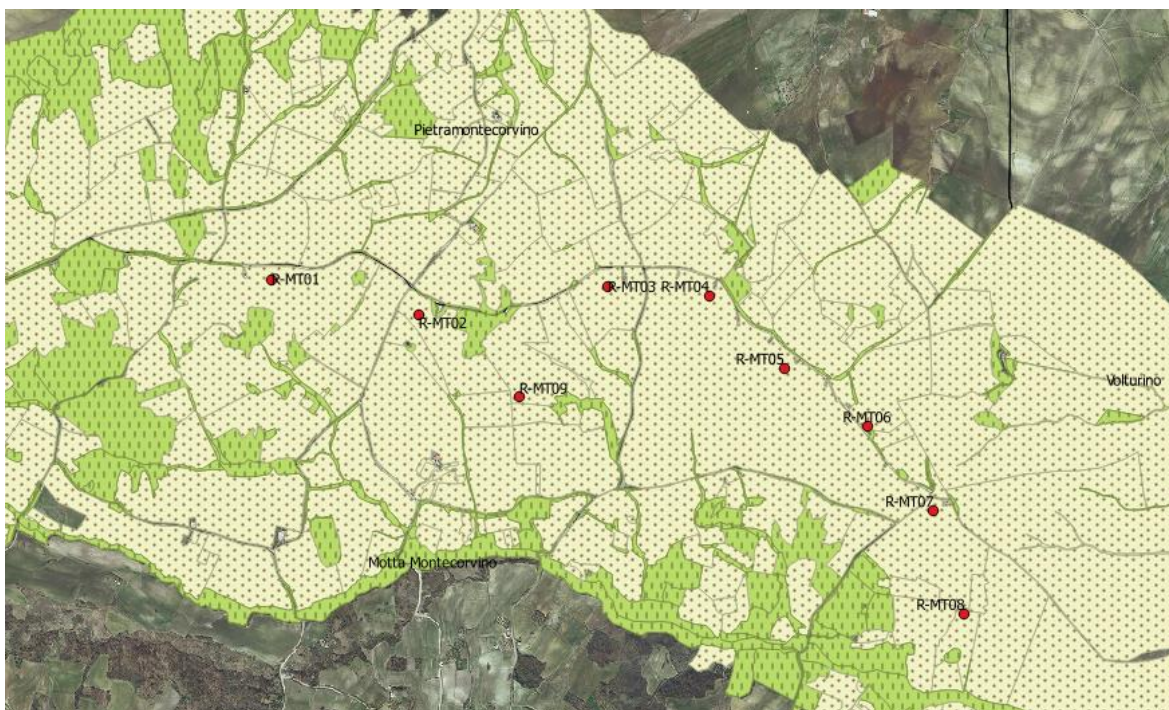 Pietramontecorvino
R-MT01
R-MT03
R-MT04
R-MT02
R-MT05
Volturino
R-MT09
R-MT06
R-MT07
Motta Montecorvino
R-MT08